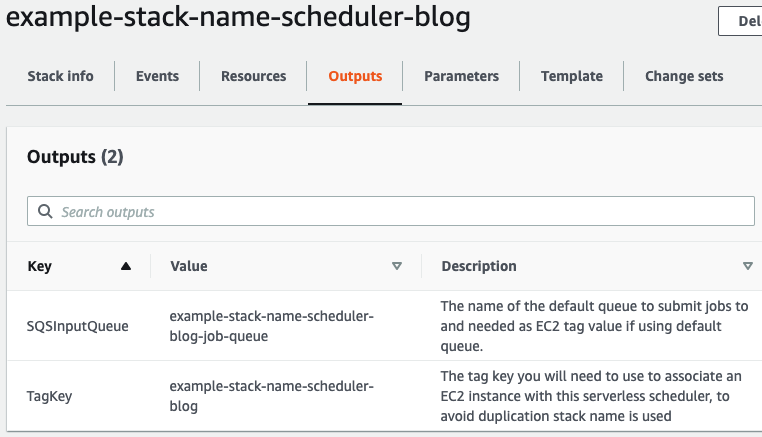 example-stack-name-scheduler-blog
Stack info Events Resources Outputs Parameters Template Change sets
Outputs (2)
Search outputs
Key Value Description
SQSInputQueue
example-stack-name-scheduler-
blog-job-queue
The name of the default queue to submit jobs to
and needed as EC2 tag value if using default
queue.
TagKey
example-stack-name-scheduler-
blog
The tag key you will need to use to associate an
EC2 instance with this serverless scheduler, to
avoid duplication stack name is used